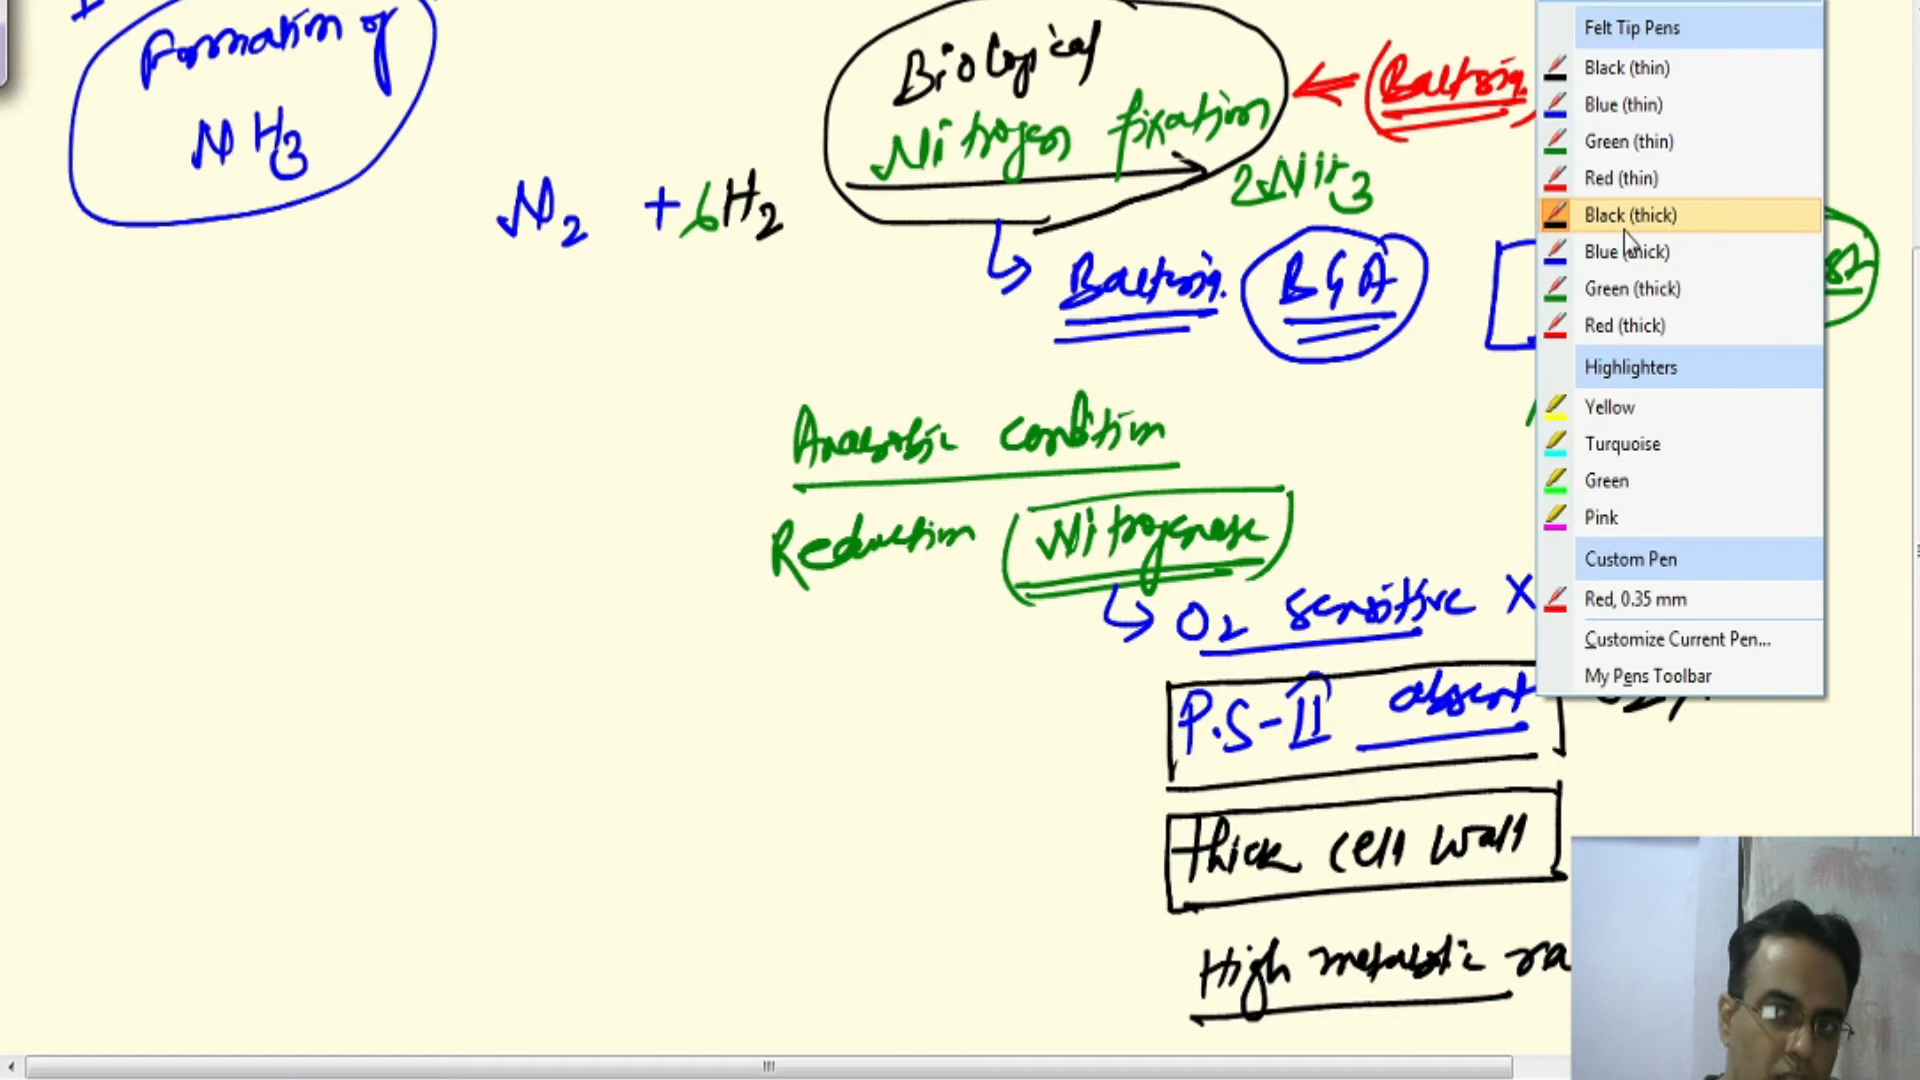 Formation of
NH3
Biological
Nitrogen fixation
N2 + 6H2
2NH3
BGA
Anaerobic condition
Reduction Nitrogenase
O2 sensitive X
P.S-II absent
Thick cell wall
High metabolic ra
Felt Tip Pens
Black (thin)
Blue (thin)
Green (thin)
Red (thin)
Black (thick)
Blue (thick)
Green (thick)
Red (thick)
Highlighters
Yellow
Turquoise
Green
Pink
Custom Pen
Red, 0.35 mm
Customize Current Pen...
My Pens Toolbar